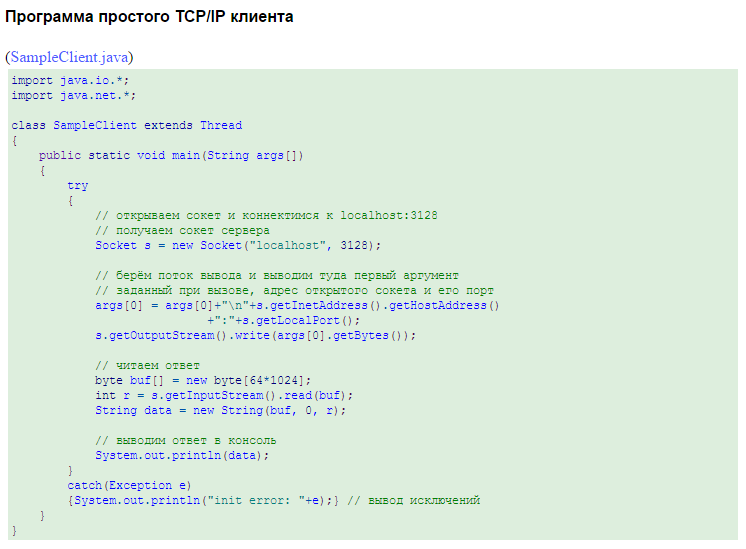 Программа простого TCP/IP клиента
(SampleClient.java)
import java.io.*;
import java.net.*;
class SampleClient extends Thread
{
public static void main(String args[])
{
try
{
// открываем сокет и коннектимся к localhost:3128
// получаем сокет сервера
Socket s = new Socket("localhost", 3128);
// берём поток вывода и выводим туда первый аргумент
// заданный при вызове, адрес открытого сокета и его порт
args[0] = args[0]+"\n"+s.getInetAddress().getHostAddress()
+":"+s.getLocalPort();
s.getOutputStream().write(args[0].getBytes());
// читаем ответ
byte buf[] = new byte[64*1024];
int r = s.getInputStream().read(buf);
String data = new String(buf, 0, r);
// выводим ответ в консоль
System.out.println(data);
}
catch(Exception e)
{System.out.println("init error: "+e);} // вывод исключений
}
}